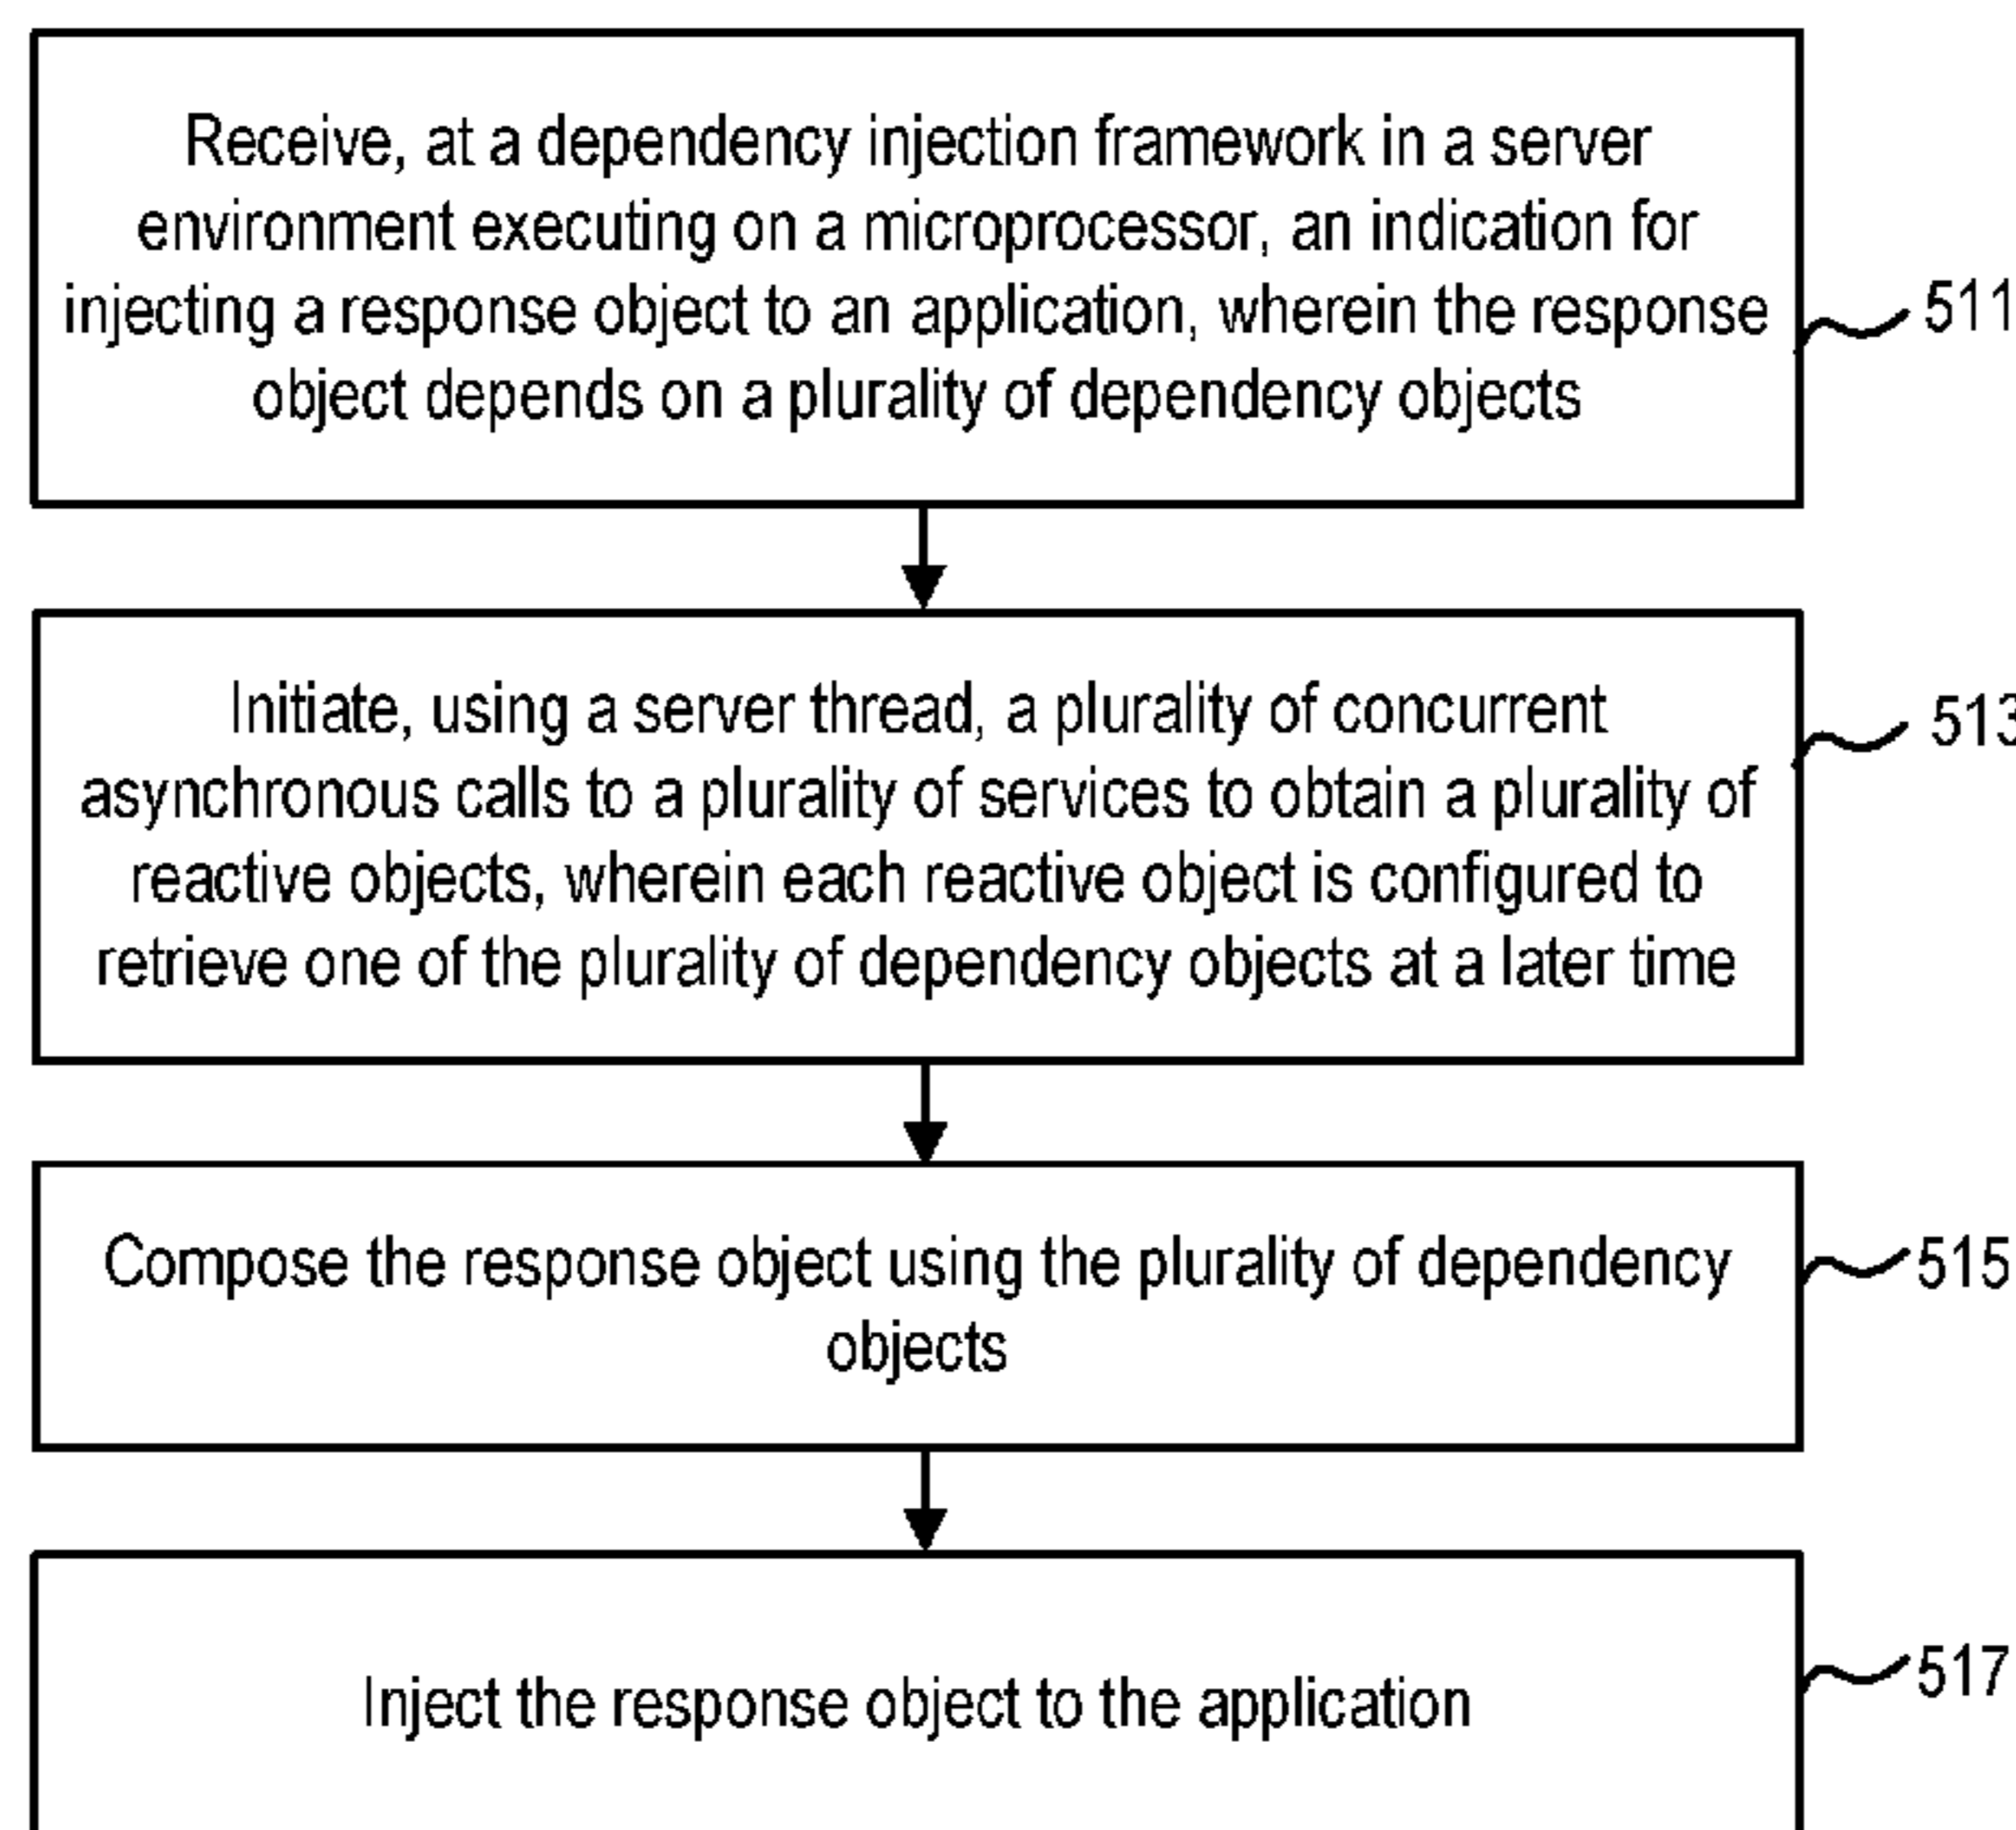 Receive, at a dependency injection framework in a server
environment executing on a microprocessor, an indication for
injecting a response object to an application, wherein the response
object depends on a plurality of dependency objects
511
Initiate, using a server thread, a plurality of concurrent
asynchronous calls to a plurality of services to obtain a plurality of
reactive objects, wherein each reactive object is configured to
retrieve one of the plurality of dependency objects at a later time
513
Compose the response object using the plurality of dependency
objects
515
Inject the response object to the application
517